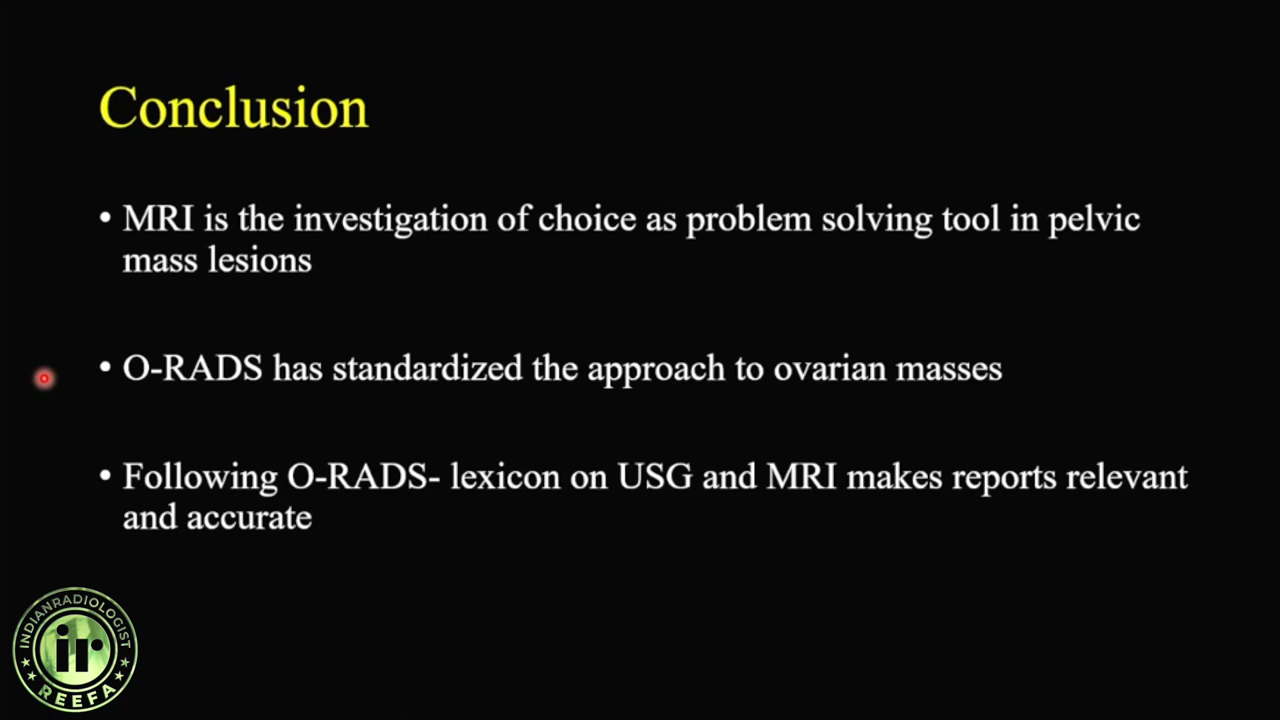 Conclusion
• MRI is the investigation of choice as problem solving tool in pelvic
mass lesions
• O-RADS has standardized the approach to ovarian masses
• Following O-RADS- lexicon on USG and MRI makes reports relevant
and accurate
INDIANRADIOLOGIST
ir
REEFA